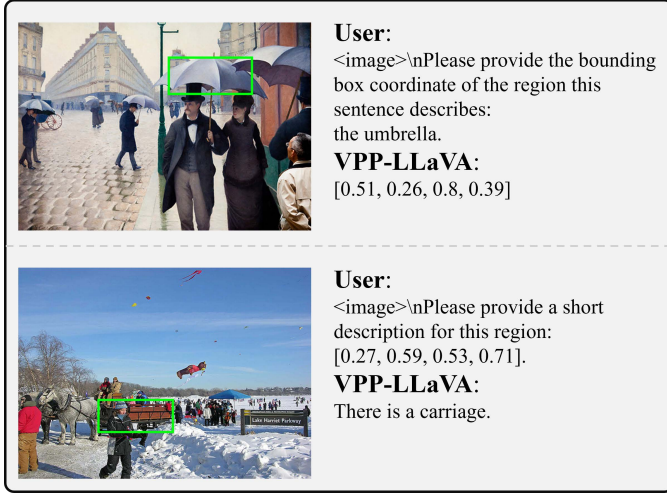 User:
<image>\nPlease provide the bounding
box coordinate of the region this
sentence describes:
the umbrella.
VPP-LLaVA:
[0.51, 0.26, 0.8, 0.39]
User:
<image>\nPlease provide a short
description for this region:
[0.27, 0.59, 0.53, 0.71].
VPP-LLaVA:
There is a carriage.
Lake Harriet Parkway